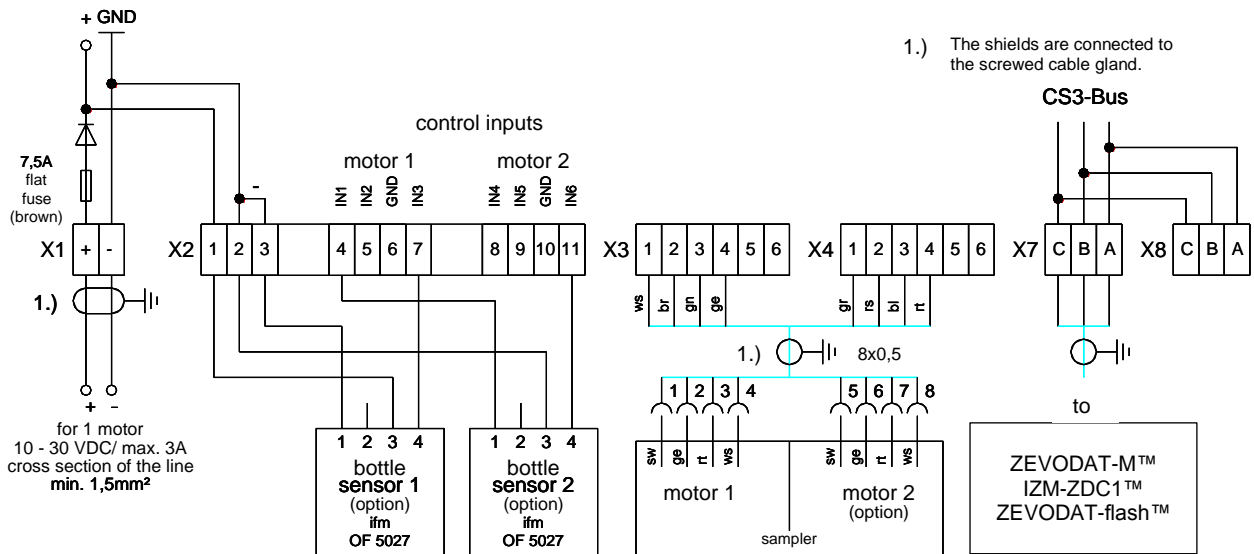 + GND
1.) The shields are connected to
the screwed cable gland.
CS3-Bus
control inputs
7,5A
flat
fuse
(brown)
motor 1
motor 2
-
IN1 IN2 GND IN3
IN4 IN5 GND IN6
X1 + -
X2 1 2 3 4 5 6 7 8 9 10 11
X3 1 2 3 4 5 6
X4 1 2 3 4 5 6
X7 C B A
X8 C B A
ws br gn ge
gr rs bl rt
1.)
1.)
8x0,5
1 2 3 4
5 6 7 8
+ -
for 1 motor
10 - 30 VDC/ max. 3A
cross section of the line
min. 1,5mm²
1 2 3 4
bottle
sensor 1
(option)
ifm
OF 5027
1 2 3 4
bottle
sensor 2
(option)
ifm
OF 5027
sw ge rt ws
motor 1
sw ge rt ws
motor 2
(option)
sampler
to
ZEVODAT-M™
IZM-ZDC1™
ZEVODAT-flash™